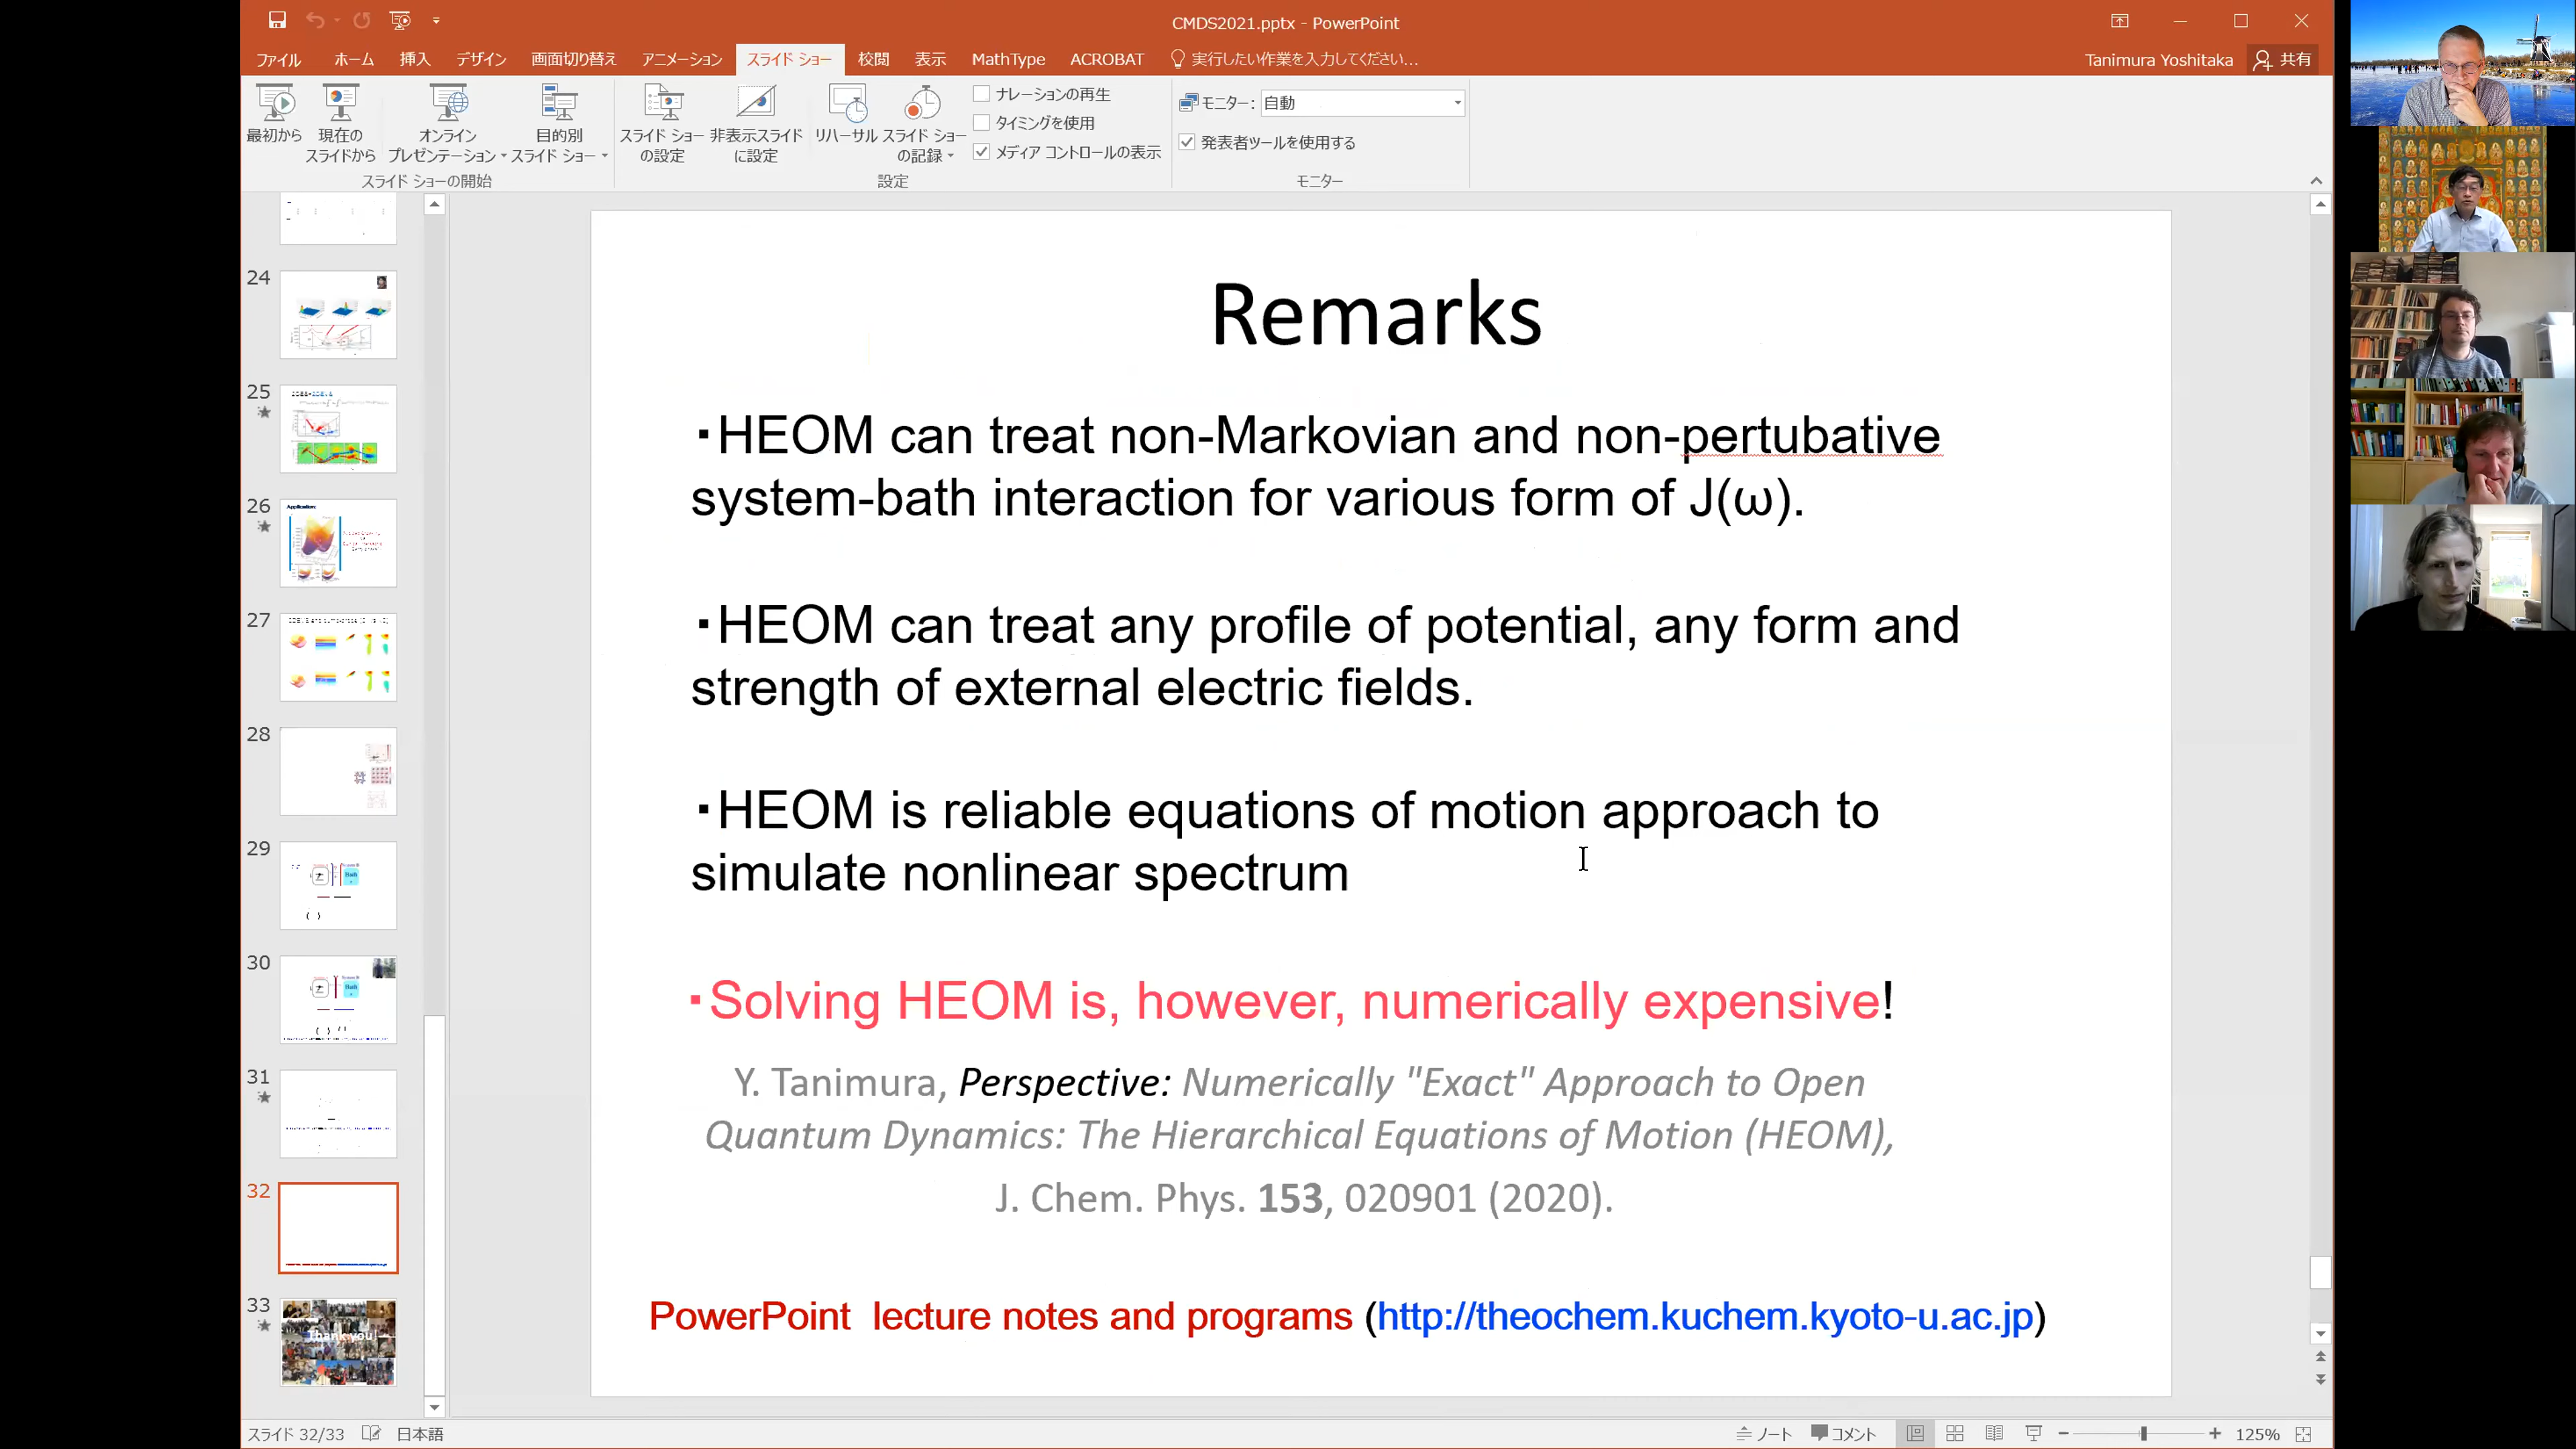 CMDS2021.pptx - PowerPoint
ファイル ホーム 挿入 デザイン 画面切り替え アニメーション スライド ショー 校閲 表示 MathType ACROBAT 実行したい作業を入力してください... Tanimura Yoshitaka 共有
最初から
現在の
スライドから
オンライン
プレゼンテーション
目的別
スライド ショー
スライド ショーの開始
スライド ショー
の設定
非表示スライド
に設定
リハーサル
スライド ショー
の記録
ナレーションの再生
タイミングを使用
メディア コントロールの表示
設定
モニター: 自動
発表者ツールを使用する
モニター
24
25
26
Application:
27
28
29
30
31
32
33
Thank you!
Remarks
・HEOM can treat non-Markovian and non-pertubative
system-bath interaction for various form of J(ω).
・HEOM can treat any profile of potential, any form and
strength of external electric fields.
・HEOM is reliable equations of motion approach to
simulate nonlinear spectrum
・Solving HEOM is, however, numerically expensive!
Y. Tanimura, Perspective: Numerically "Exact" Approach to Open
Quantum Dynamics: The Hierarchical Equations of Motion (HEOM),
J. Chem. Phys. 153, 020901 (2020).
PowerPoint lecture notes and programs (http://theochem.kuchem.kyoto-u.ac.jp)
スライド 32/33 日本語 ノート コメント 125%